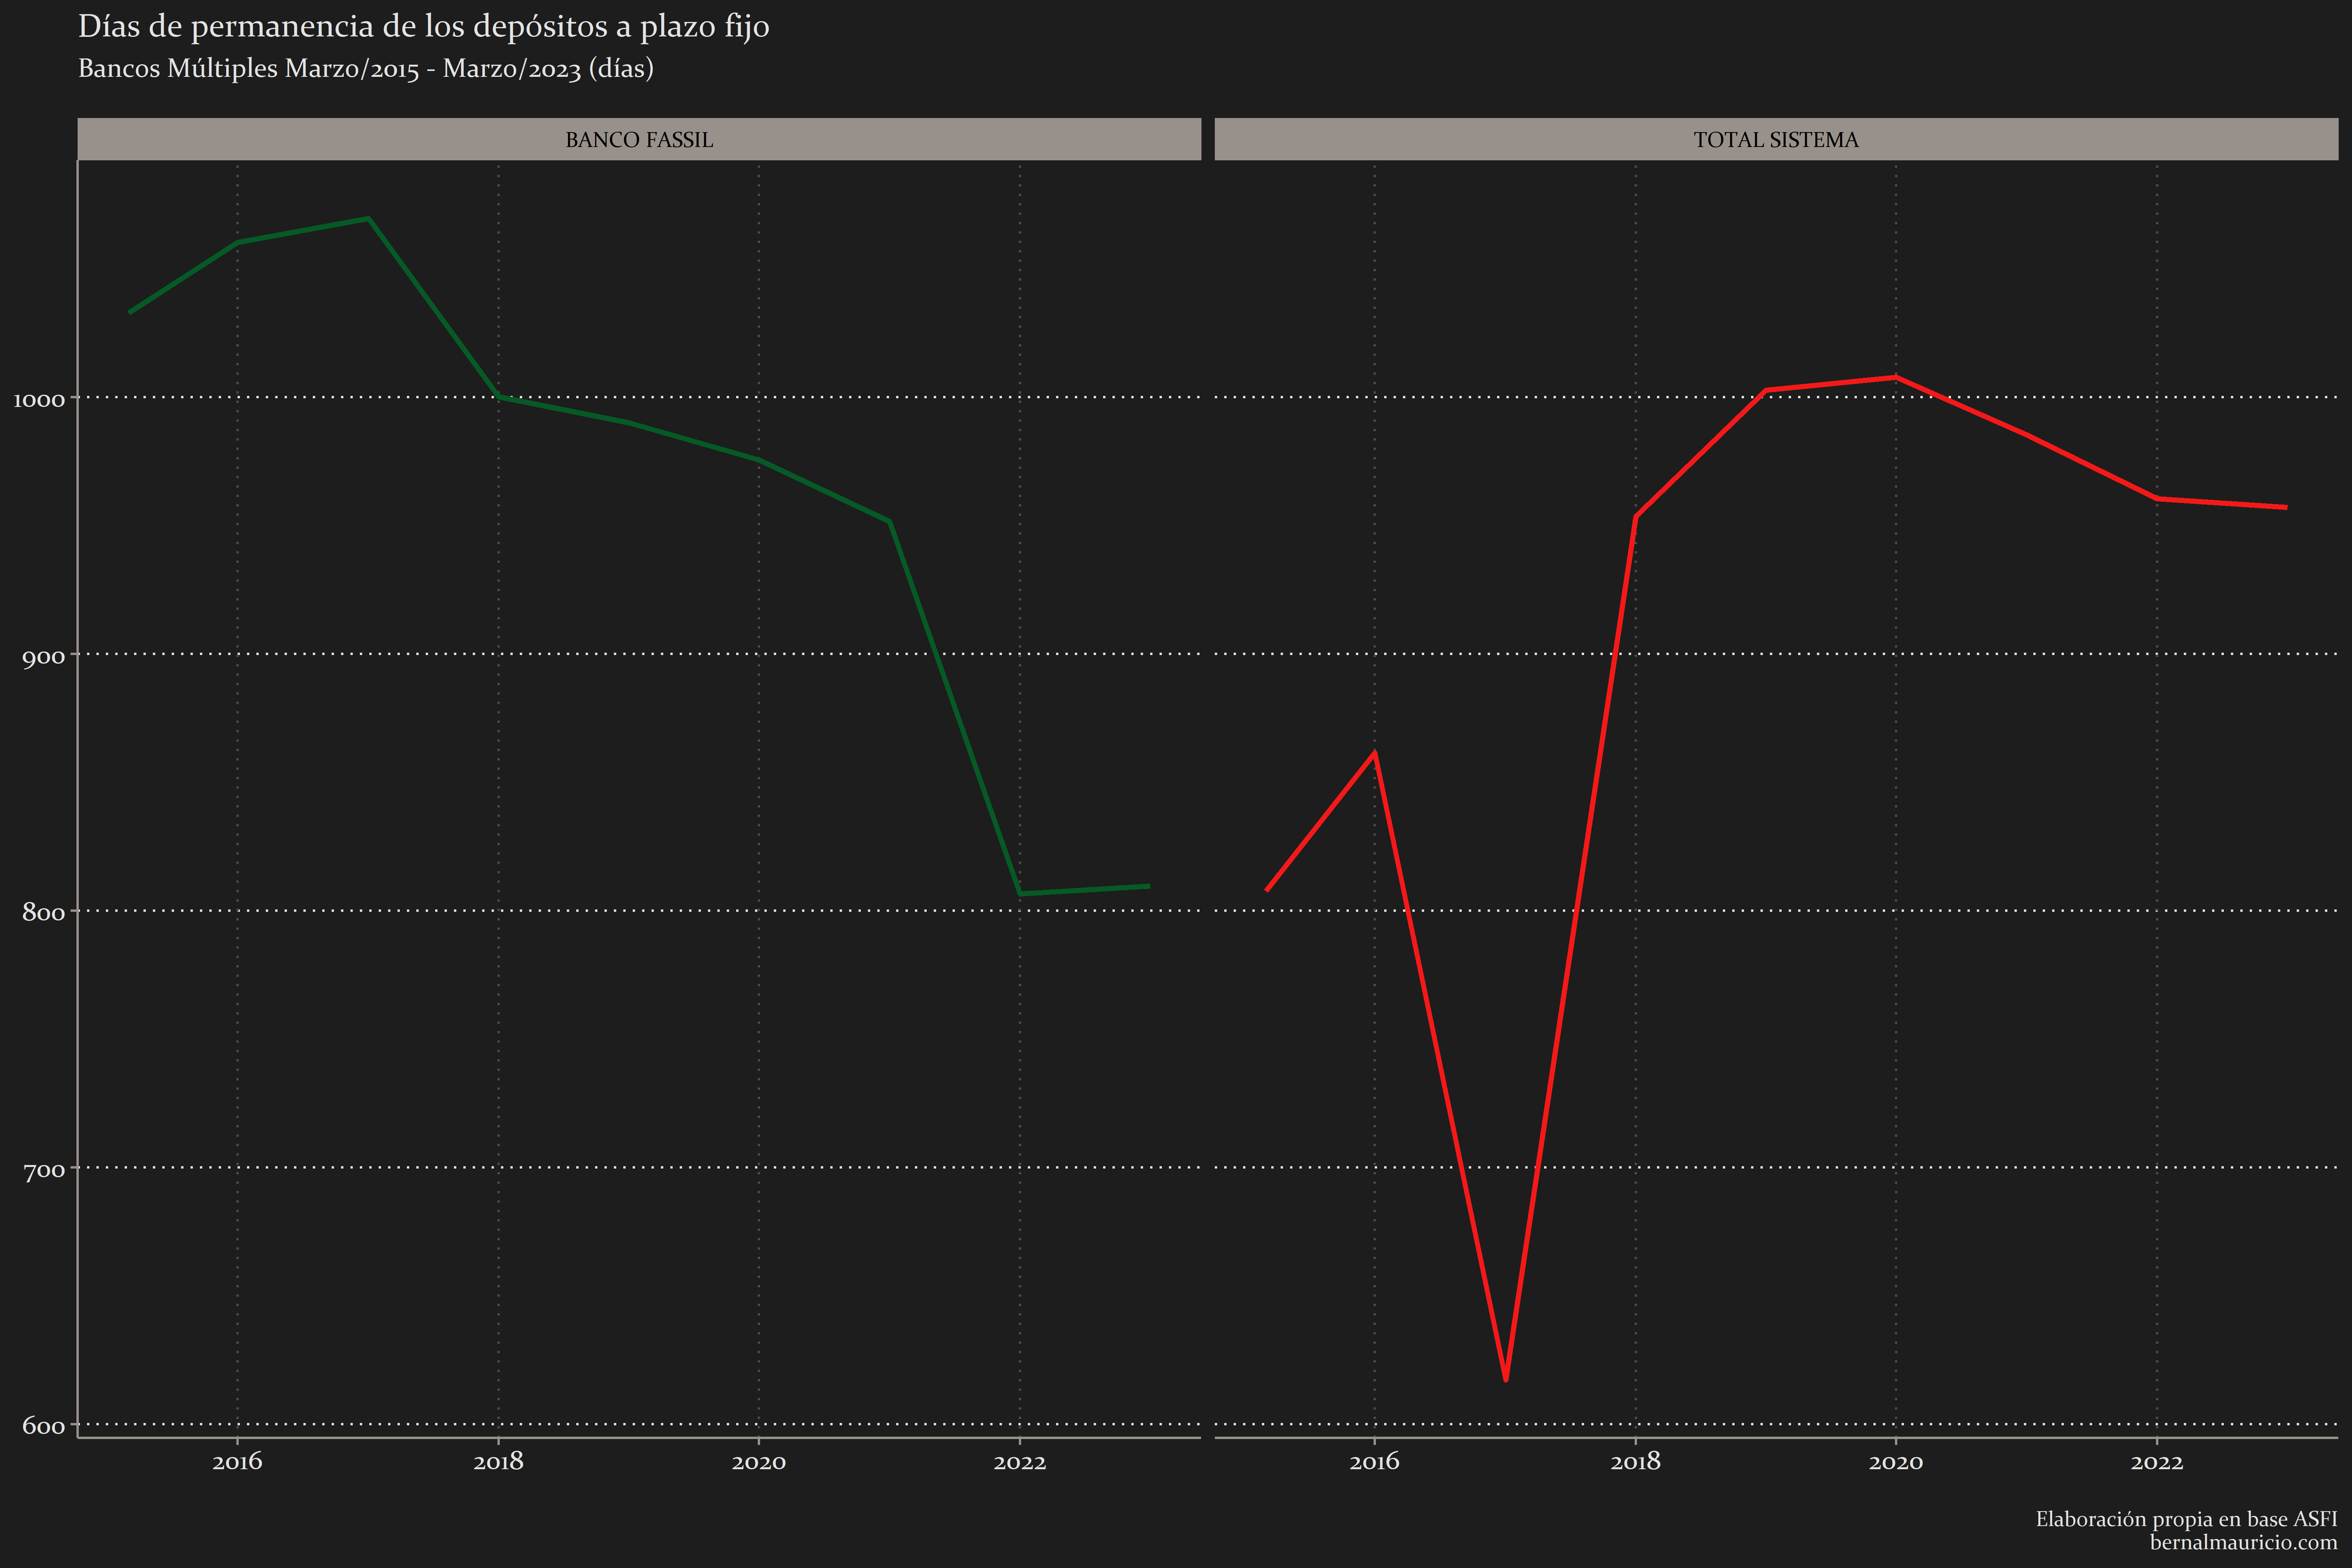 Días de permanencia de los depósitos a plazo fijo
Bancos Múltiples Marzo/2015 - Marzo/2023 (días)
BANCO FASSIL
TOTAL SISTEMA
1000
900
800
700
600
2016 2018 2020 2022
2016 2018 2020 2022
Elaboración propia en base ASFI
bernalmauricio.com